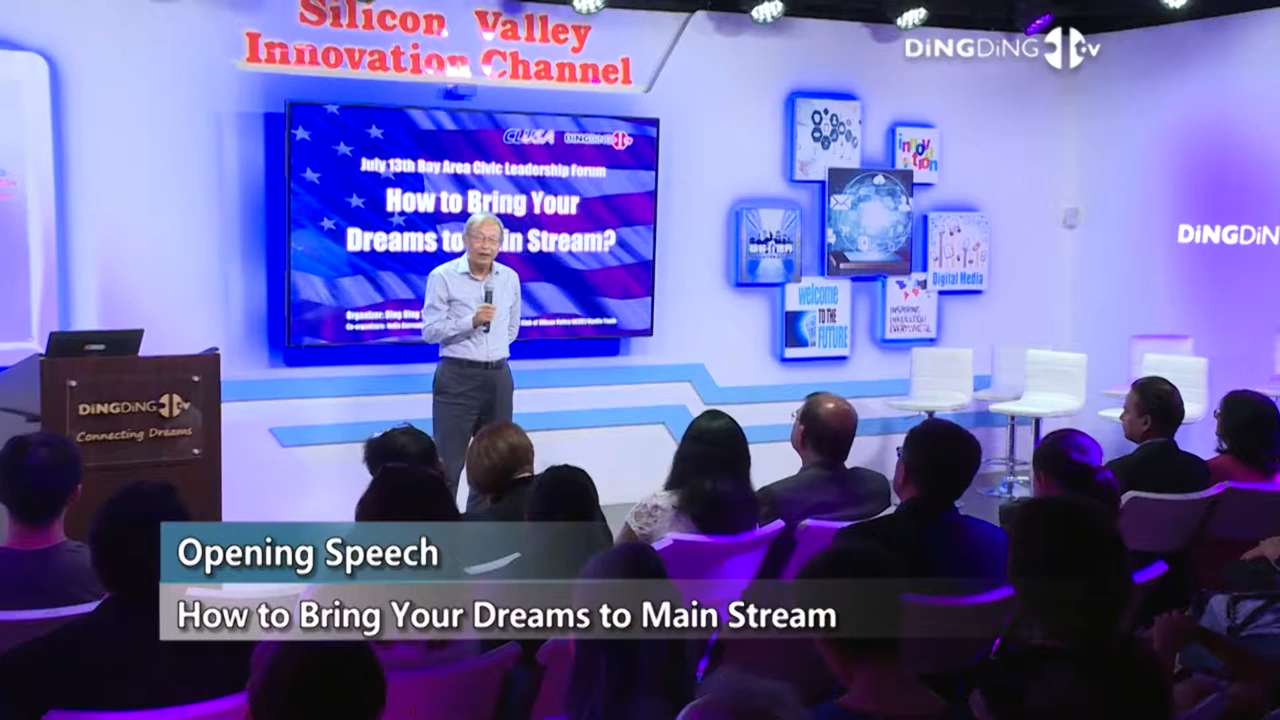 Silicon Valley
Innovation Channel
DiNGDiNG tv
CLUSA DINGDING
July 13th Bay Area Civic Leadership Forum
How to Bring Your
Dreams to in Stream?
Organizer: Ding Ding
innovation
Digital Media
welcome
TO THE
FUTURE
INSPIRING
DiNGDiN
DiNGDiNG tv
Connecting Dreams
Opening Speech
How to Bring Your Dreams to Main Stream